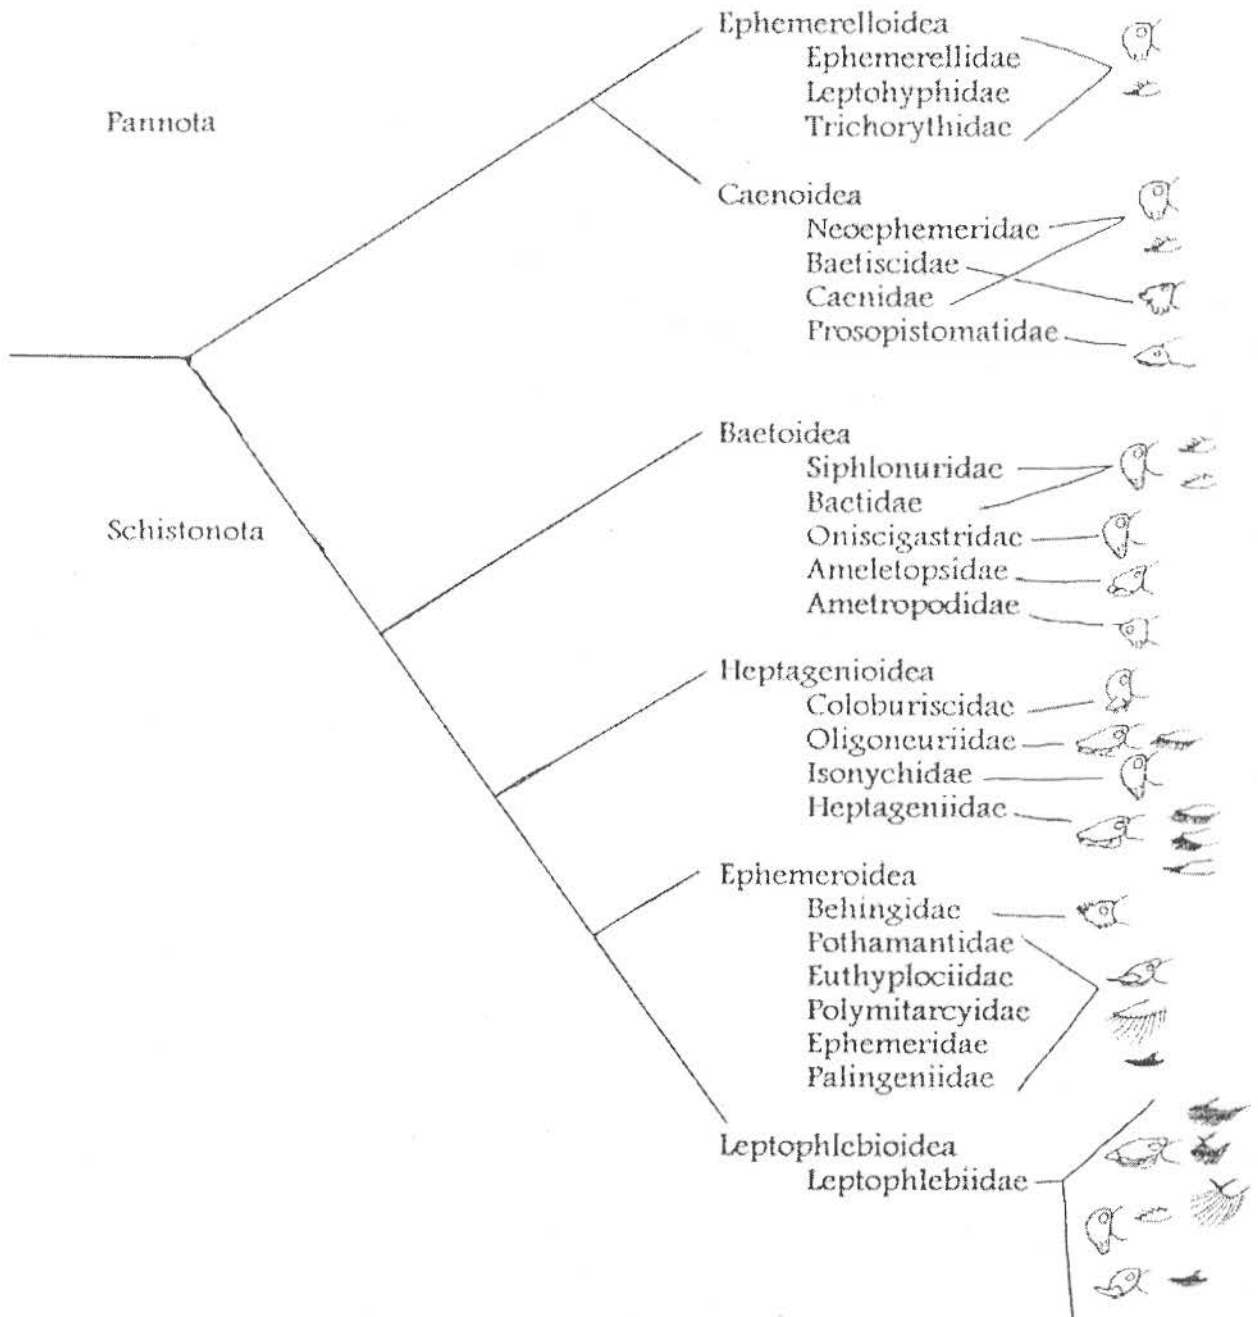 Ephemerelloidea
Ephemerellidae
Leptohyphidae
Trichorythidae
Pannota
Caenoidea
Neoephemeridae
Baetiscidae
Caenidae
Prosopistomatidae
Baetoidea
Siphlonuridae
Baetidae
Schistonota
Oniscigastridae
Ameletopsidae
Ametropodidae
Heptagenioidea
Coloburiscidae
Oligoneuriidae
Isonychidae
Heptageniidae
Ephemeroidea
Behingidae
Pothamantidae
Euthyplociidae
Polymitarcyidae
Ephemeridae
Palingeniidae
Leptophlebioidea
Leptophlebiidae